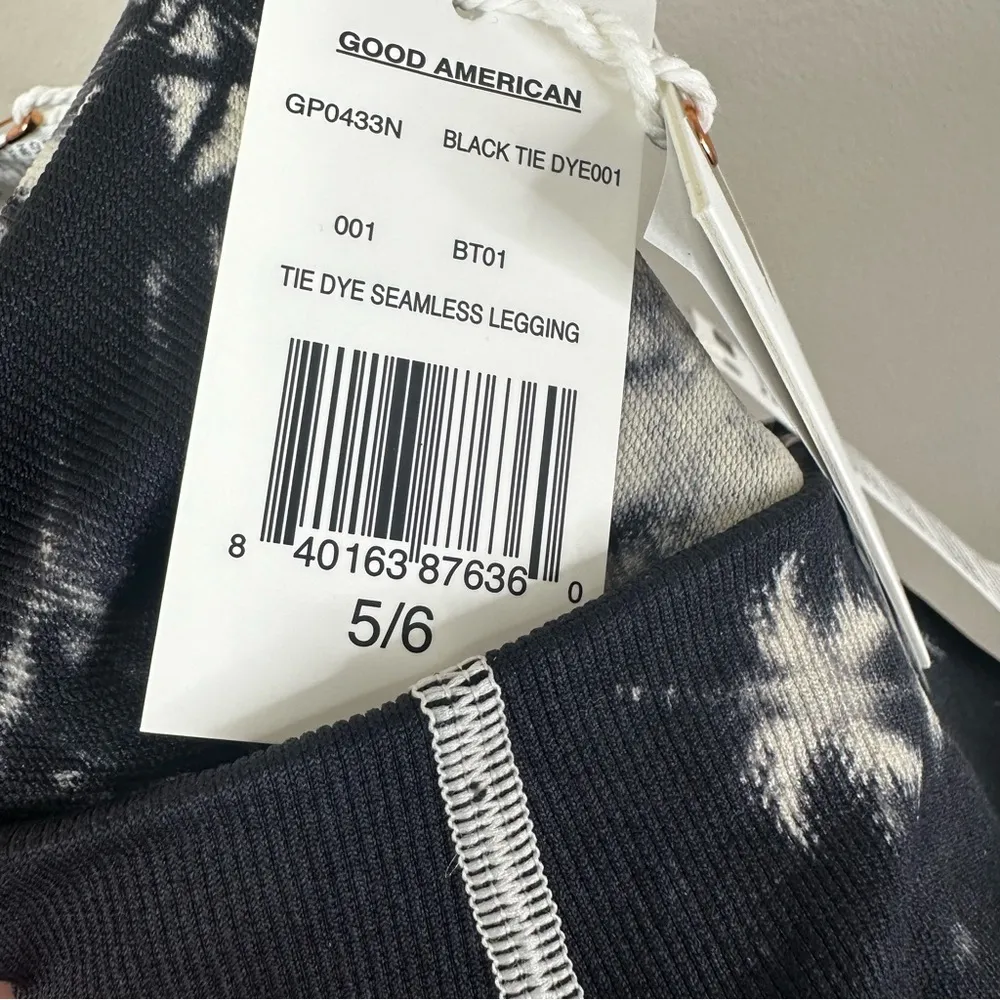 GOOD AMERICAN
GP0433N BLACK TIE DYE001
001 BT01
TIE DYE SEAMLESS LEGGING
8 40163 87636 0
5/6